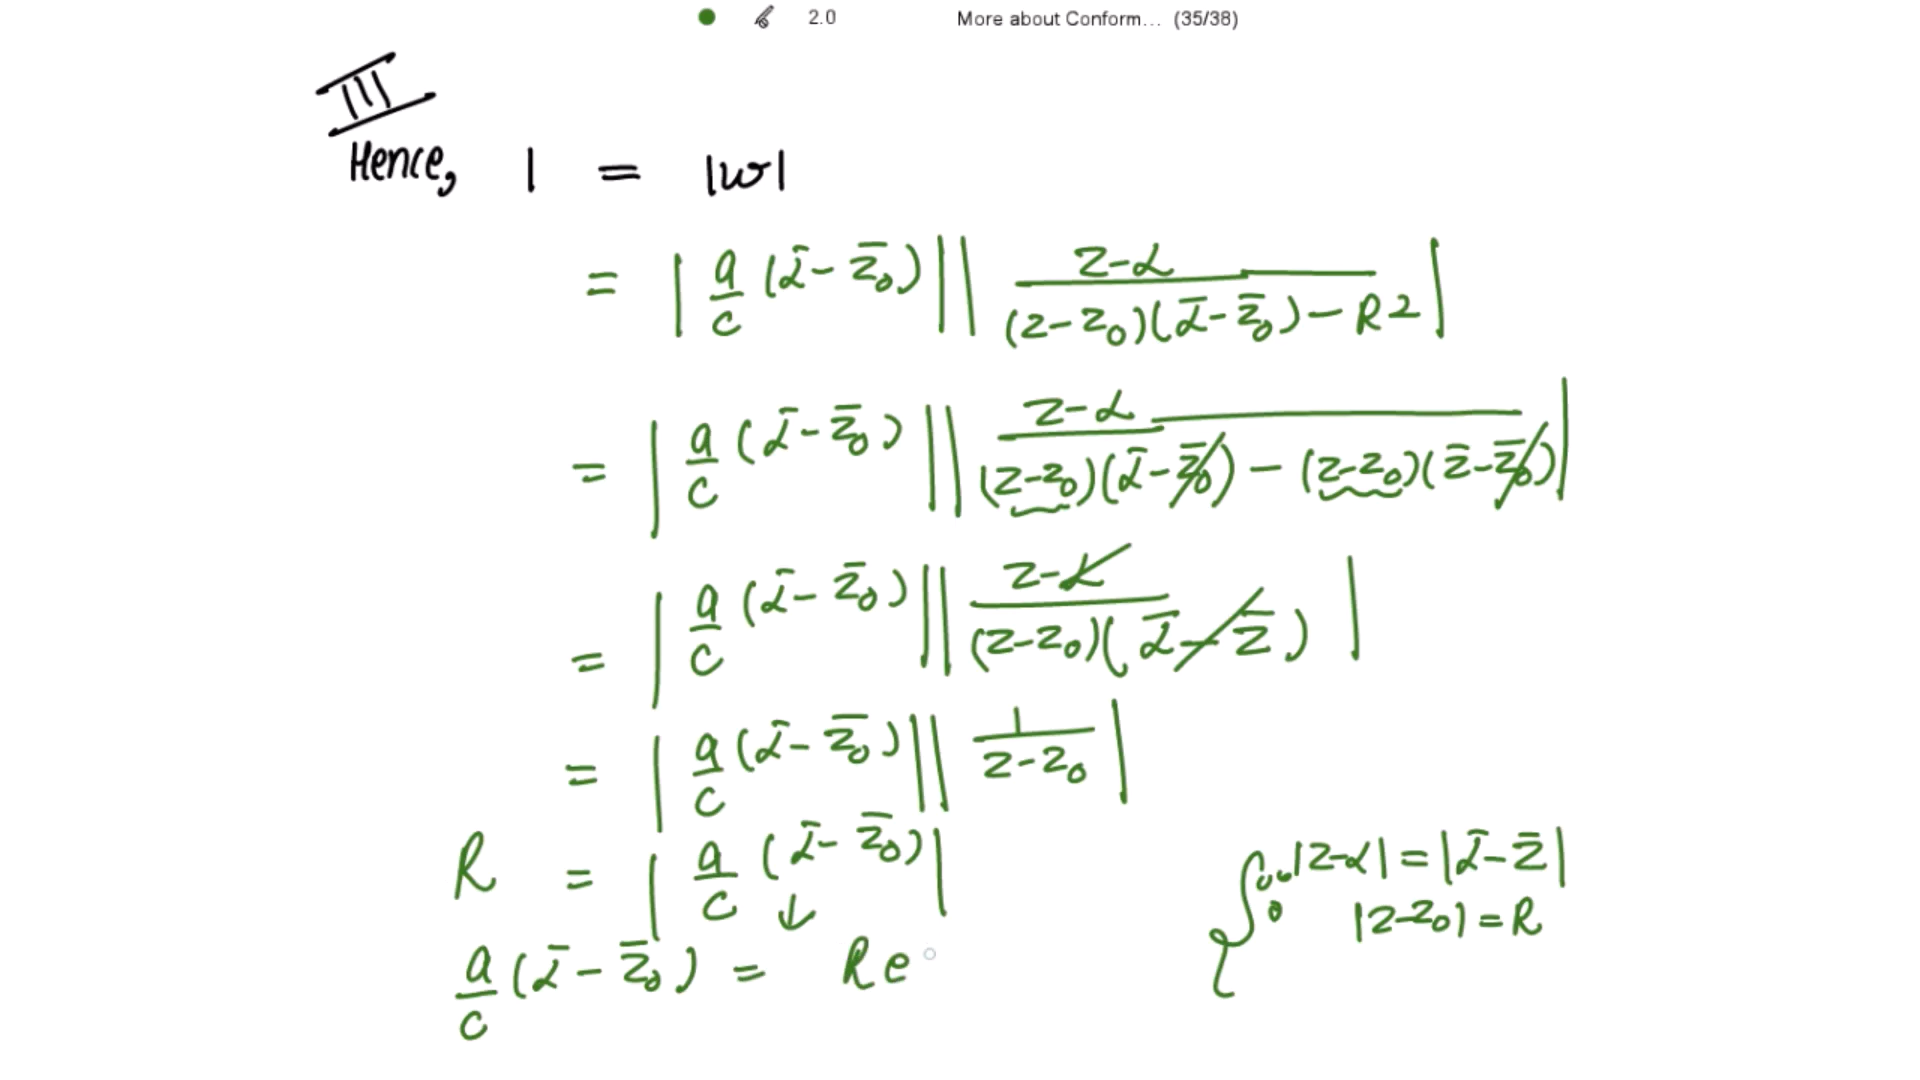 2.0 More about Conform... (35/38)
III
Hence, 1 = |w|
= | a/c (ᾱ - z̄₀) | | z-α / (z-z₀)(ᾱ-z̄₀) - R2 |
= | a/c (ᾱ - z̄₀) | | z-α / (z-z₀)(ᾱ-z̄₀) - (z-z₀)(z̄-z̄₀) |
= | a/c (ᾱ - z̄₀) | | z-α / (z-z₀)(ᾱ-z̄) |
= | a/c (ᾱ - z̄₀) | | 1 / z-z₀ |
R = | a/c (ᾱ - z̄₀) |
↓
a/c (ᾱ - z̄₀) = Re
|z-α| = |ᾱ-z̄|
|z-z₀| = R